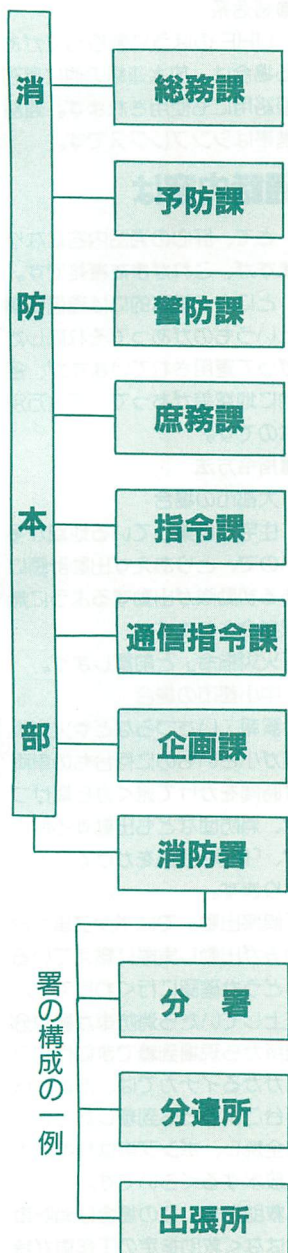 消防本部
総務課
予防課
警防課
庶務課
指令課
通信指令課
企画課
消防署
署の構成の一例
分署
分遣所
出張所